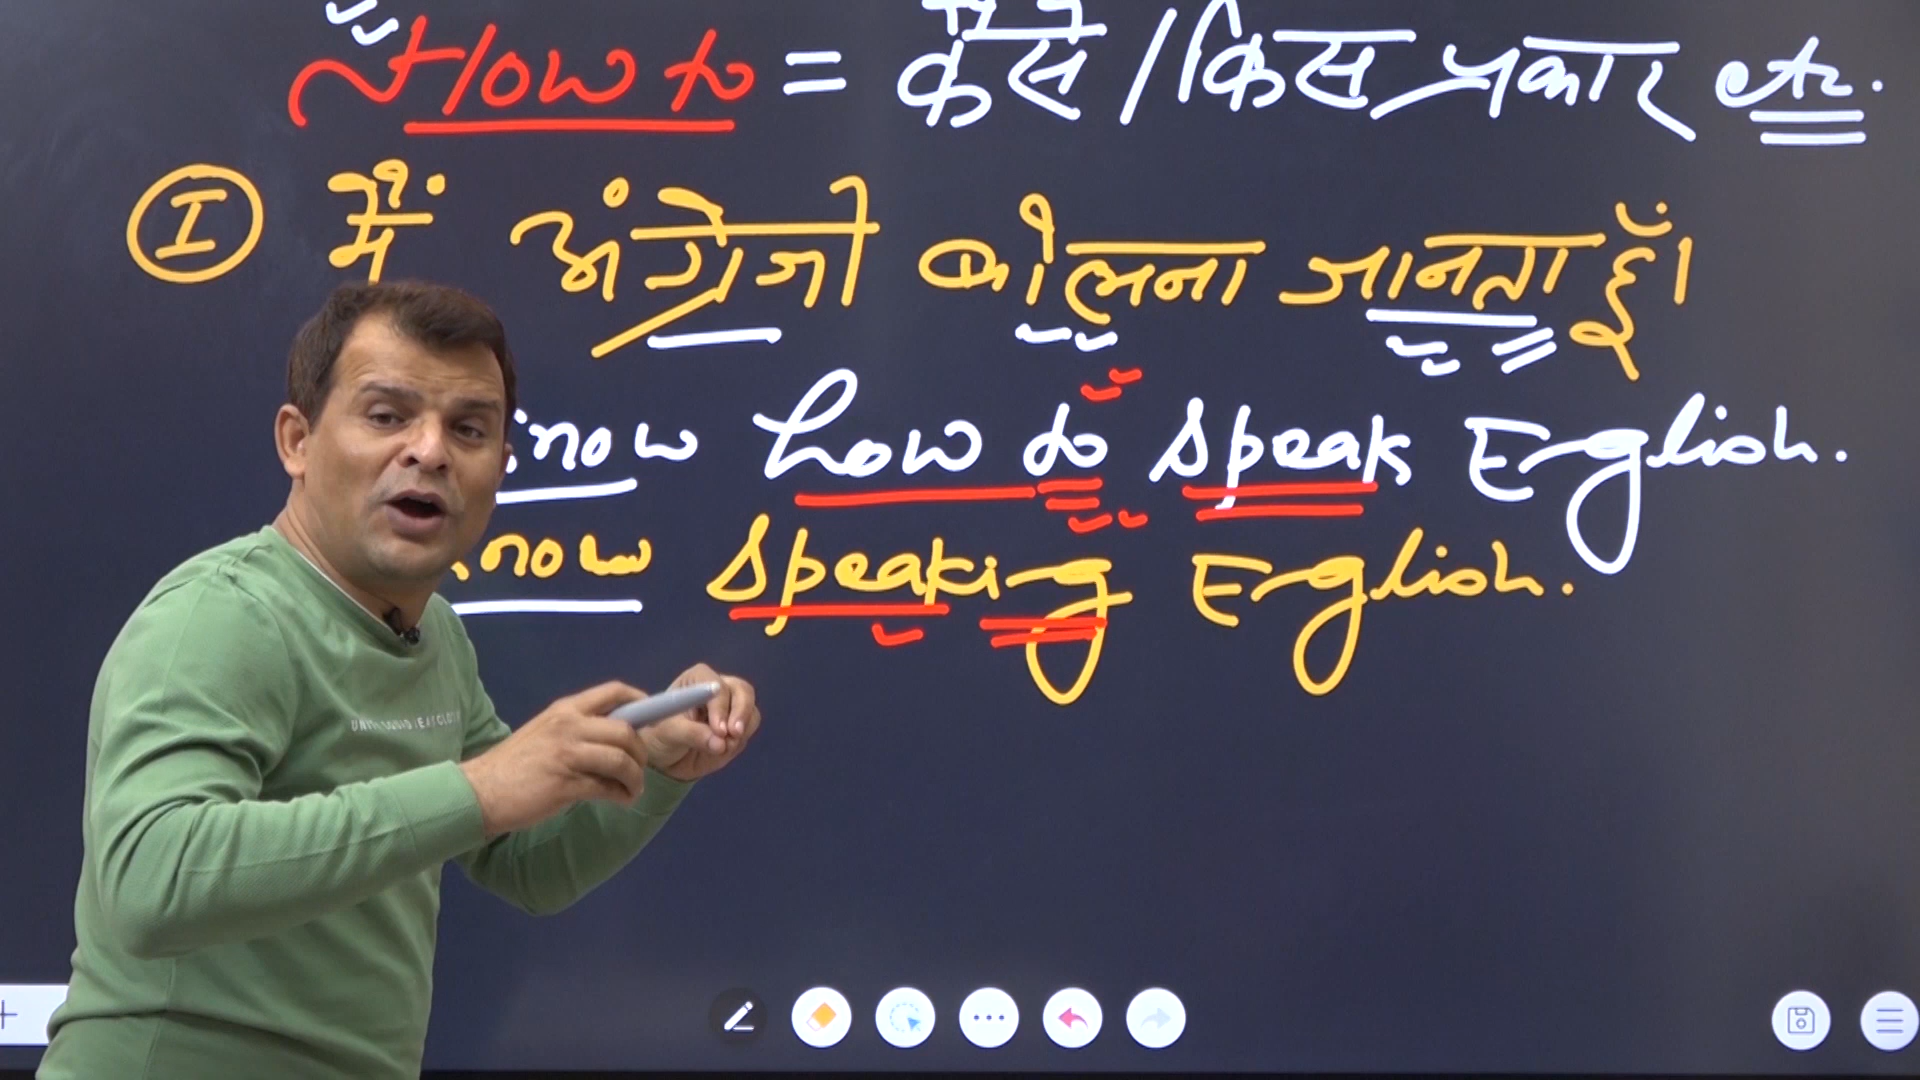 How to = कैसे / किस प्रकार etc.
I मैं अंग्रेजी बोलना जानता हूँ।
know how to speak English.
know speaking English.